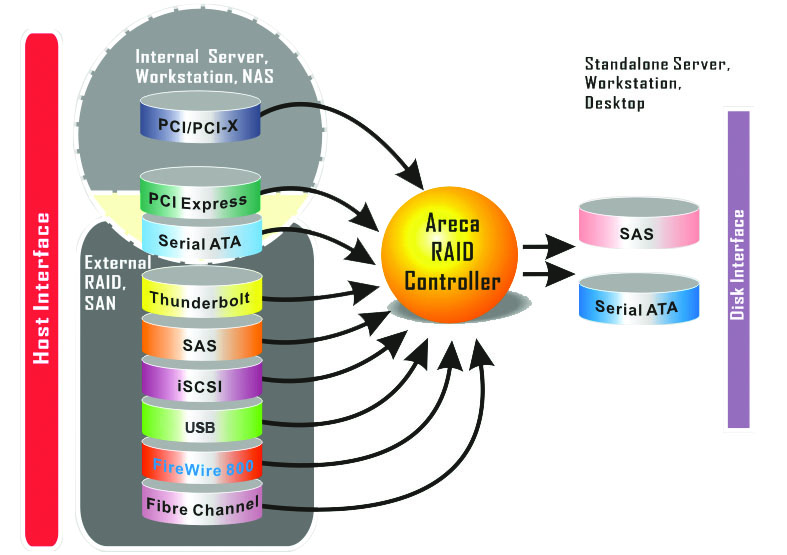 Host Interface
Internal Server,
Workstation, NAS
PCI/PCI-X
PCI Express
Serial ATA
External
RAID,
SAN
Thunderbolt
SAS
iSCSI
USB
FireWire 800
Fibre Channel
Areca
RAID
Controller
Standalone Server,
Workstation,
Desktop
SAS
Serial ATA
Disk Interface